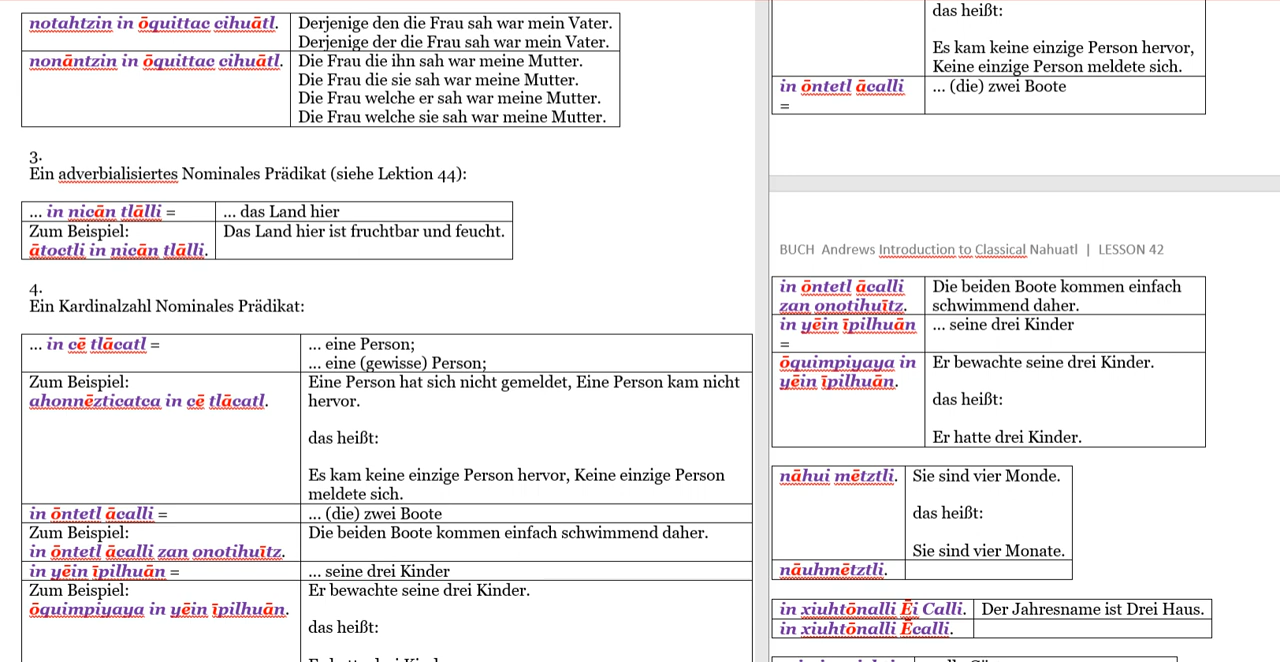 notahtzin in ōquittac cihuātl.
Derjenige den die Frau sah war mein Vater.
Derjenige der die Frau sah war mein Vater.
nonāntzin in ōquittac cihuātl.
Die Frau die ihn sah war meine Mutter.
Die Frau die sie sah war meine Mutter.
Die Frau welche er sah war meine Mutter.
Die Frau welche sie sah war meine Mutter.
3.
Ein adverbialisiertes Nominales Prädikat (siehe Lektion 44):
... in nicān tlālli =
... das Land hier
Zum Beispiel:
ātoctli in nicān tlālli.
Das Land hier ist fruchtbar und feucht.
4.
Ein Kardinalzahl Nominales Prädikat:
... in cē tlācatl =
... eine Person;
... eine (gewisse) Person;
Zum Beispiel:
ahonnēzticatca in cē tlācatl.
Eine Person hat sich nicht gemeldet, Eine Person kam nicht
hervor.
das heißt:
Es kam keine einzige Person hervor, Keine einzige Person
meldete sich.
in ōntetl ācalli =
... (die) zwei Boote
Zum Beispiel:
in ōntetl ācalli zan onotihuītz.
Die beiden Boote kommen einfach schwimmend daher.
in yēin īpilhuān =
... seine drei Kinder
Zum Beispiel:
ōquimpiyaya in yēin īpilhuān.
Er bewachte seine drei Kinder.
das heißt:
das heißt:
Es kam keine einzige Person hervor,
Keine einzige Person meldete sich.
in ōntetl ācalli
=
... (die) zwei Boote
BUCH Andrews Introduction to Classical Nahuatl | LESSON 42
in ōntetl ācalli
zan onotihuītz.
Die beiden Boote kommen einfach
schwimmend daher.
in yēin īpilhuān
=
... seine drei Kinder
ōquimpiyaya in
yēin īpilhuān.
Er bewachte seine drei Kinder.
das heißt:
Er hatte drei Kinder.
nāhui mētztli.
Sie sind vier Monde.
das heißt:
Sie sind vier Monate.
nāuhmētztli.
in xiuhtōnalli Ēi Calli.
Der Jahresname ist Drei Haus.
in xiuhtōnalli Ēcalli.